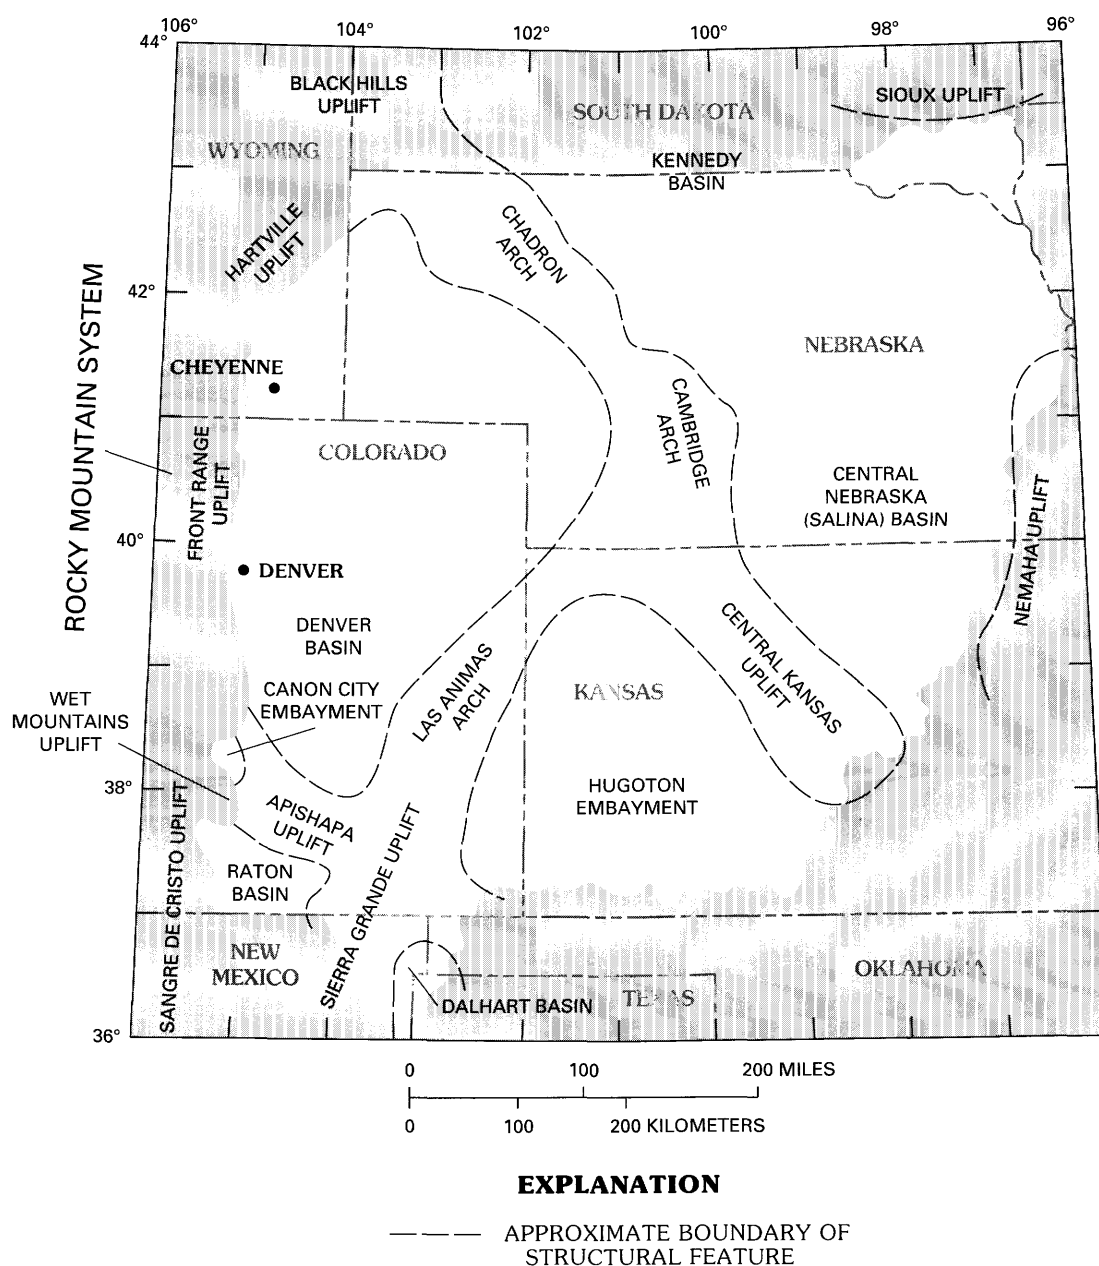 106°
104°
102°
100°
98°
96°
44°
BLACK HILLS
UPLIFT
SOUTH DAKOTA
SIOUX UPLIFT
WYOMING
KENNEDY
BASIN
HARTVILLE
UPLIFT
CHADRON
ARCH
42°
ROCKY MOUNTAIN SYSTEM
NEBRASKA
CHEYENNE
CAMBRIDGE
ARCH
COLORADO
FRONT RANGE
UPLIFT
CENTRAL
NEBRASKA
(SALINA) BASIN
NEMAHA UPLIFT
40°
DENVER
DENVER
BASIN
CENTRAL KANSAS
UPLIFT
LAS ANIMAS
ARCH
KANSAS
CANON CITY
EMBAYMENT
WET
MOUNTAINS
UPLIFT
38°
HUGOTON
EMBAYMENT
APISHAPA
UPLIFT
SANGRE DE CRISTO UPLIFT
RATON
BASIN
SIERRA GRANDE UPLIFT
NEW
MEXICO
OKLAHOMA
DALHART BASIN
TEXAS
36°
0 100 200 MILES
0 100 200 KILOMETERS
EXPLANATION
APPROXIMATE BOUNDARY OF
STRUCTURAL FEATURE